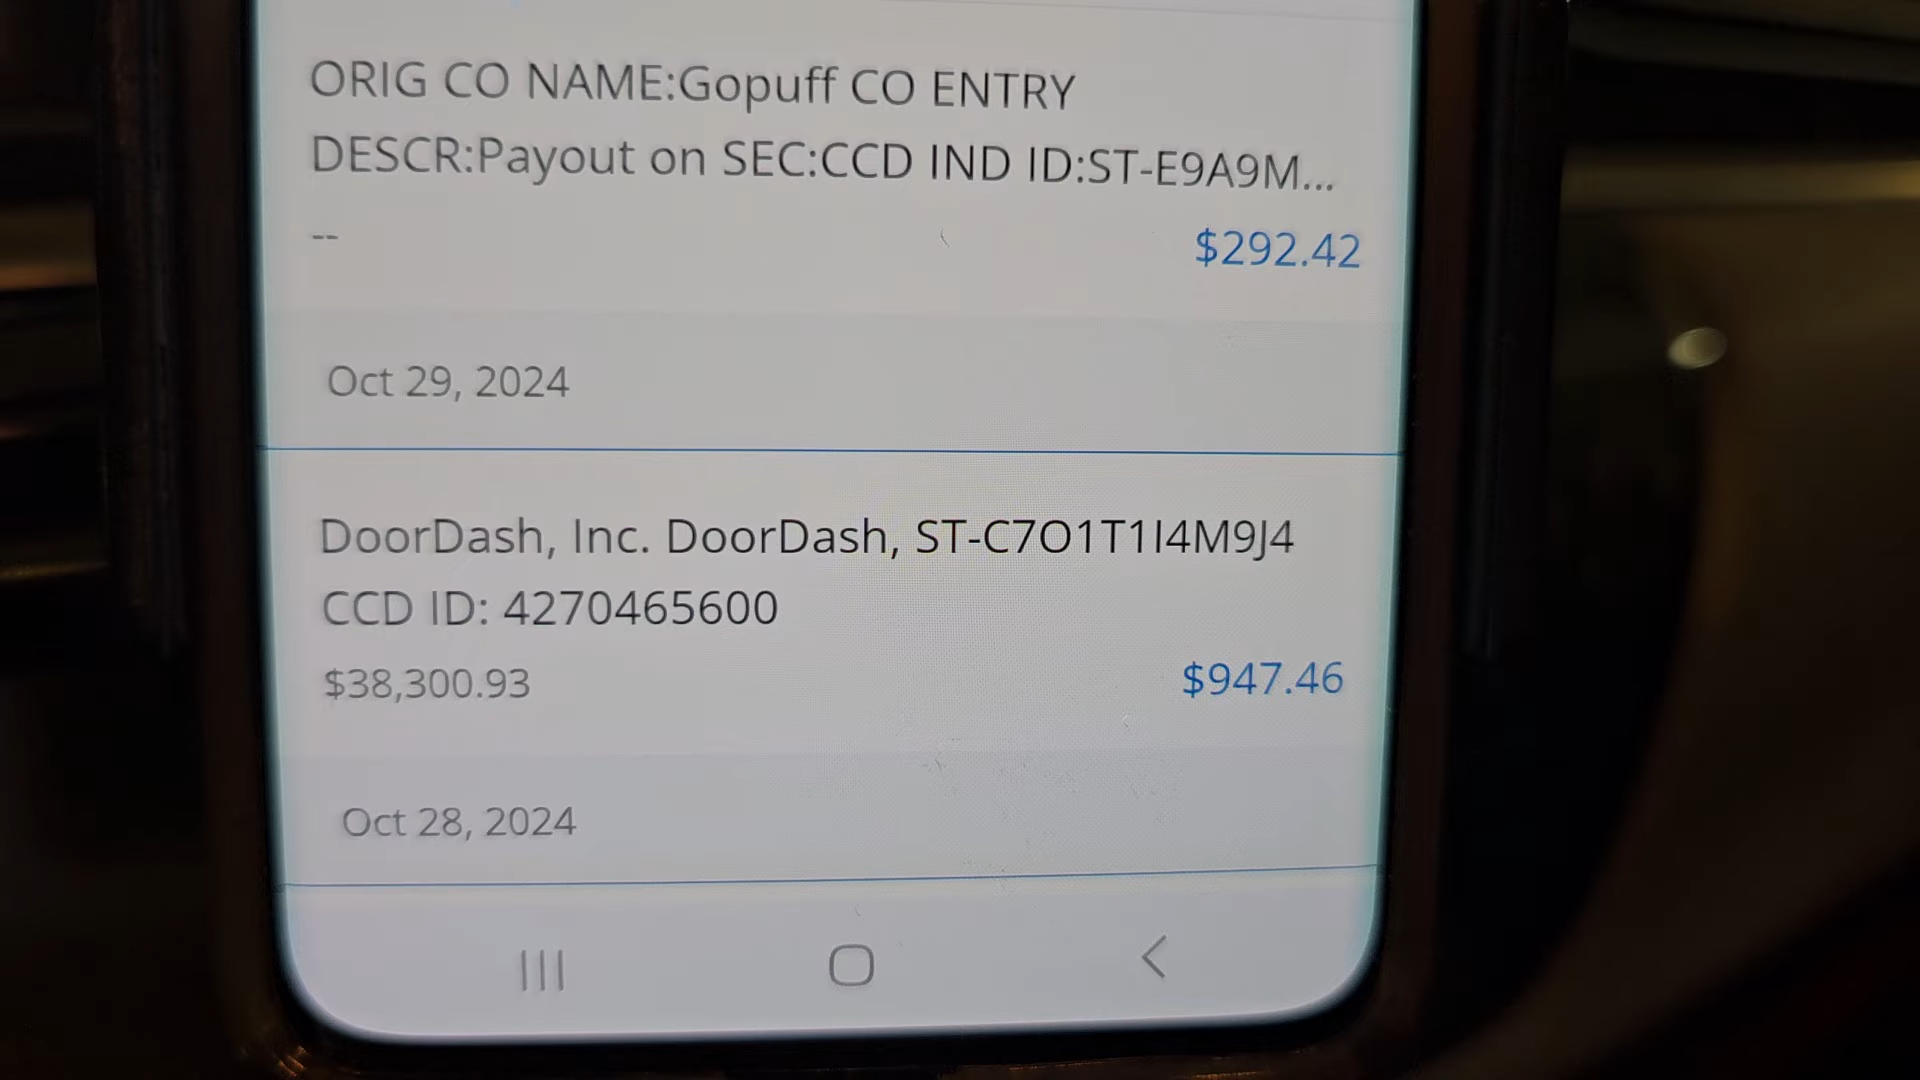 ORIG CO NAME:Gopuff CO ENTRY
DESCR:Payout on SEC:CCD IND ID:ST-E9A9M...
-- $292.42
Oct 29, 2024
DoorDash, Inc. DoorDash, ST-C7O1T1I4M9J4
CCD ID: 4270465600
$38,300.93 $947.46
Oct 28, 2024